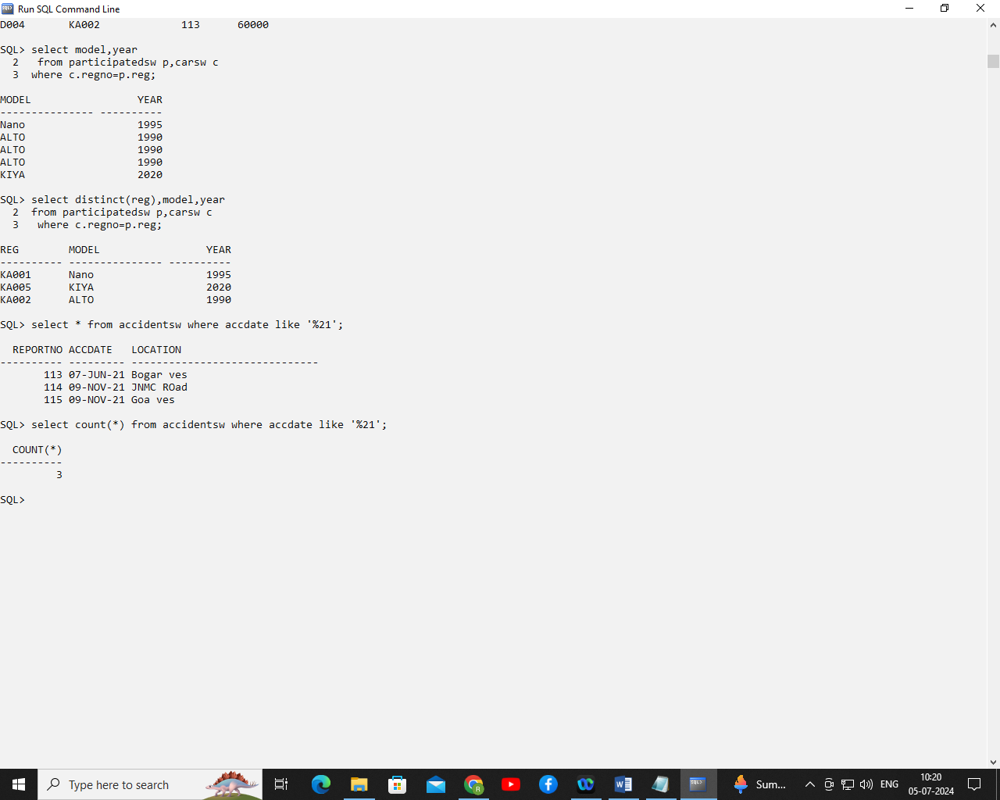 Run SQL Command Line
D004       KA002             113      60000
SQL> select model,year
  2   from participatedsw p,carsw c
  3  where c.regno=p.reg;
MODEL                 YEAR
--------------- ----------
Nano                  1995
ALTO                  1990
ALTO                  1990
ALTO                  1990
KIYA                  2020
SQL> select distinct(reg),model,year
  2  from participatedsw p,carsw c
  3   where c.regno=p.reg;
REG        MODEL                 YEAR
---------- --------------- ----------
KA001      Nano                  1995
KA005      KIYA                  2020
KA002      ALTO                  1990
SQL> select * from accidentsw where accdate like '%21';
  REPORTNO ACCDATE   LOCATION
---------- --------- ------------------------------
       113 07-JUN-21 Bogar ves
       114 09-NOV-21 JNMC ROad
       115 09-NOV-21 Goa ves
SQL> select count(*) from accidentsw where accdate like '%21';
  COUNT(*)
----------
         3
SQL>
Type here to search
Sum...
ENG
10:20
05-07-2024